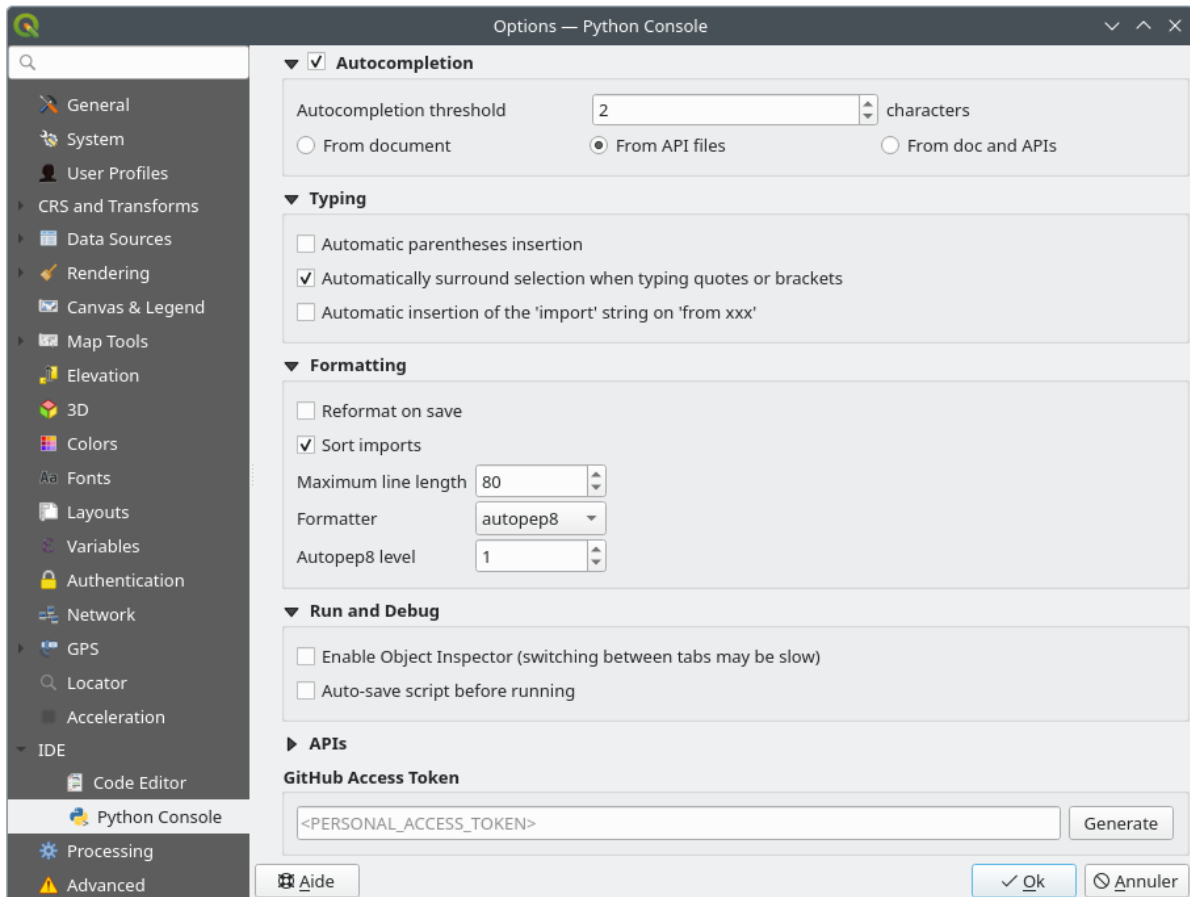 Options — Python Console
General
System
User Profiles
CRS and Transforms
Data Sources
Rendering
Canvas & Legend
Map Tools
Elevation
3D
Colors
Aa Fonts
Layouts
Variables
Authentication
Network
GPS
Locator
Acceleration
IDE
Code Editor
Python Console
Processing
Advanced
Autocompletion
Autocompletion threshold 2 characters
From document From API files From doc and APIs
Typing
Automatic parentheses insertion
Automatically surround selection when typing quotes or brackets
Automatic insertion of the 'import' string on 'from xxx'
Formatting
Reformat on save
Sort imports
Maximum line length 80
Formatter autopep8
Autopep8 level 1
Run and Debug
Enable Object Inspector (switching between tabs may be slow)
Auto-save script before running
APIs
GitHub Access Token
<PERSONAL_ACCESS_TOKEN> Generate
Aide Ok Annuler